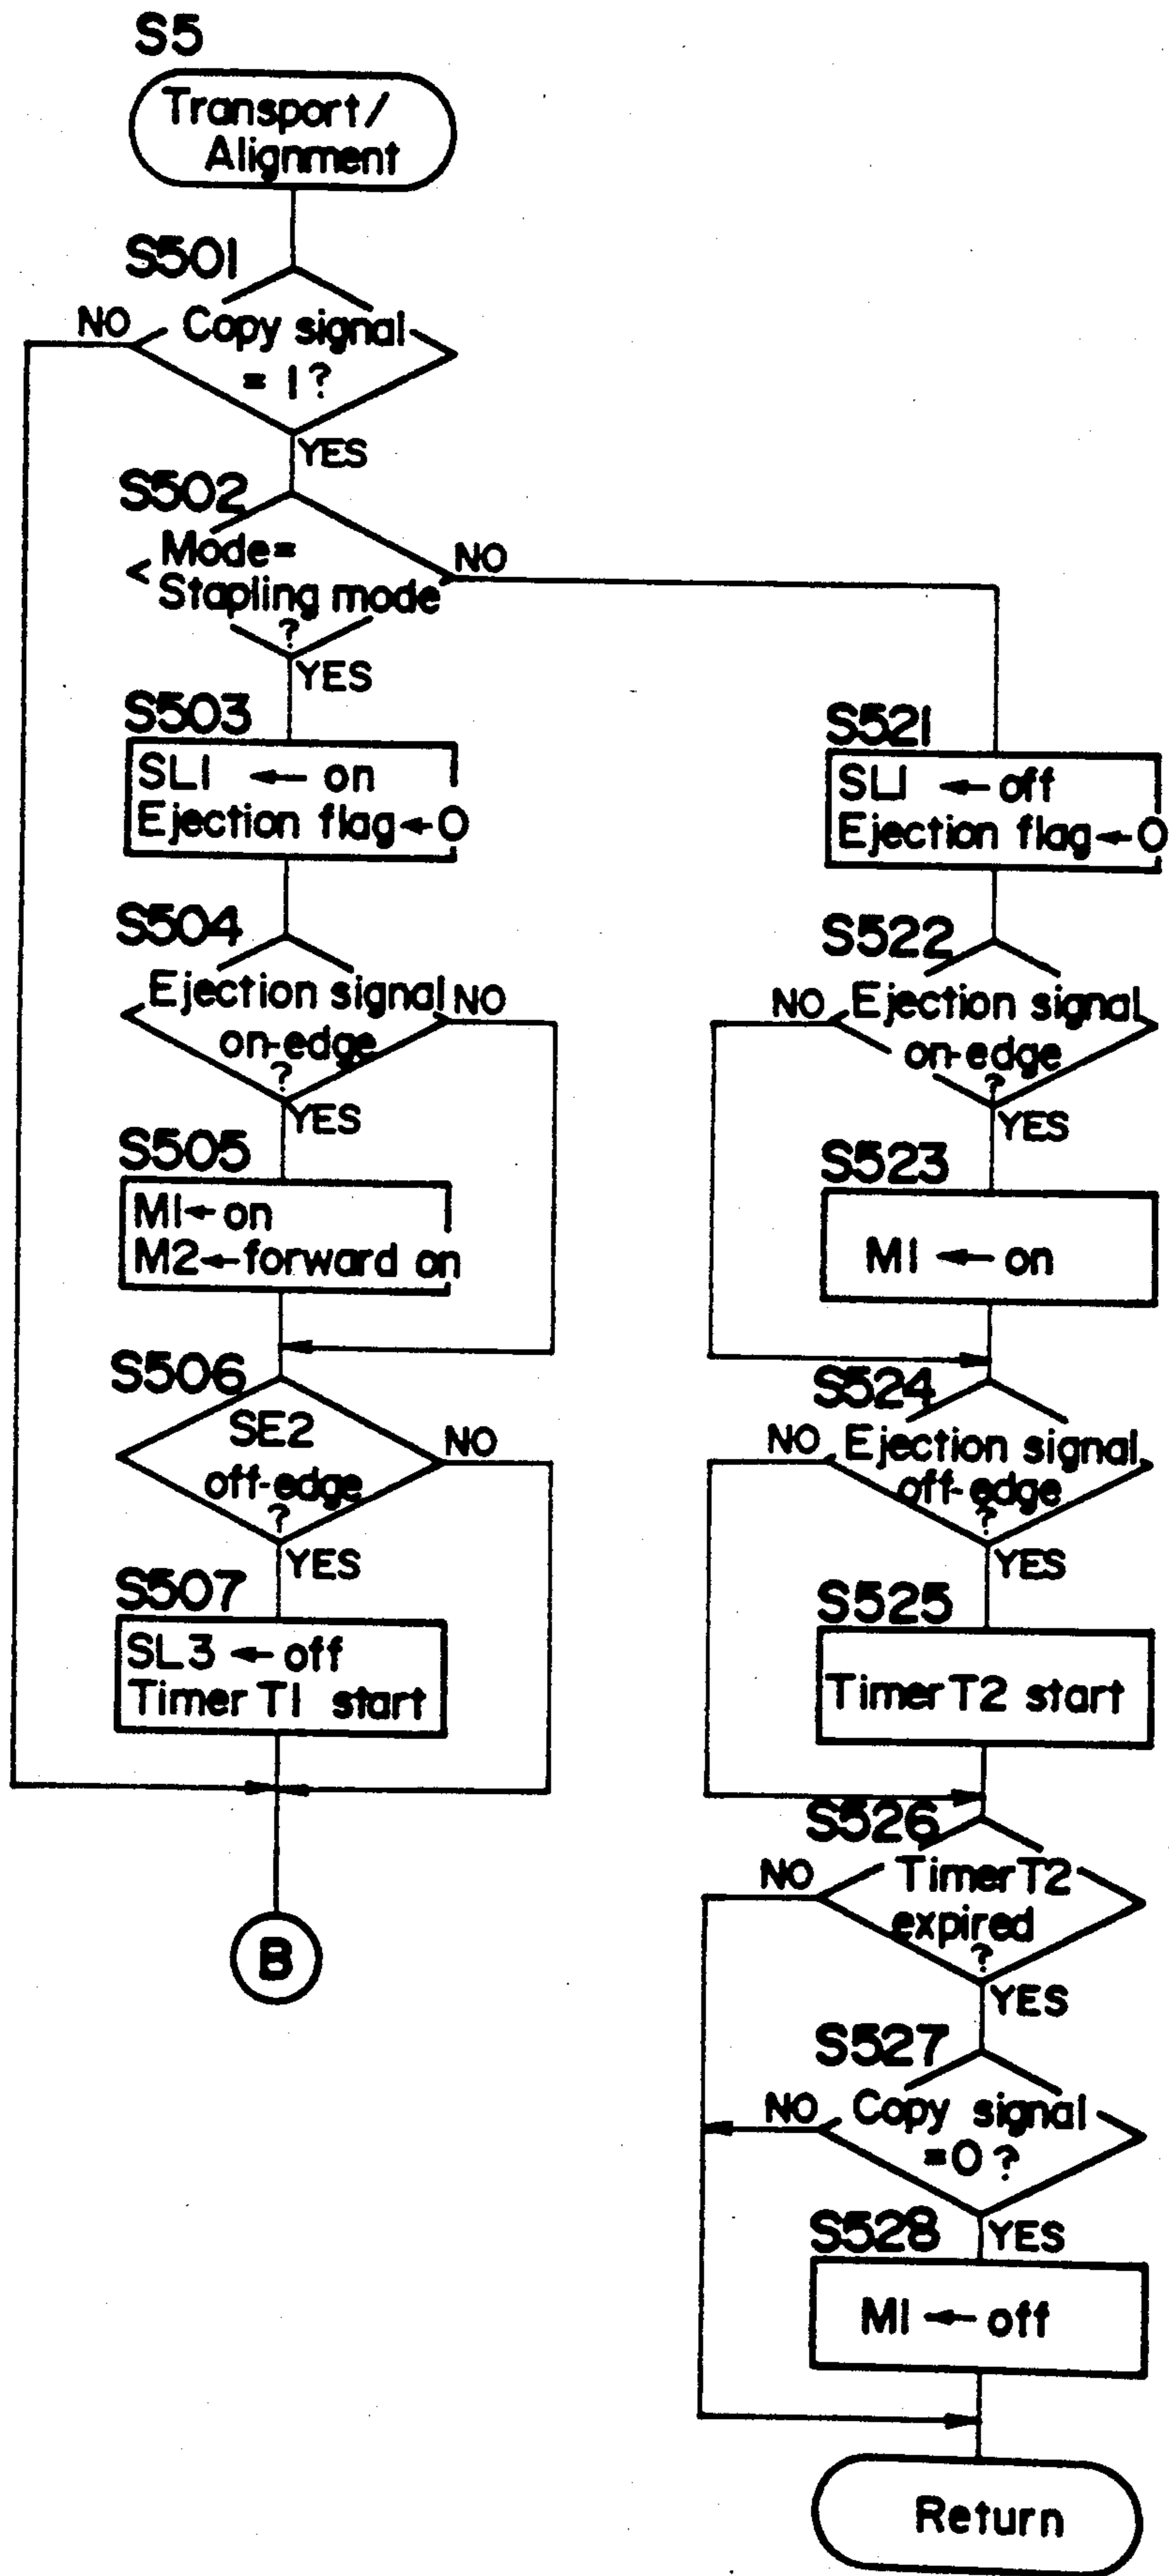 S5
Transport/
Alignment
S501
NO
Copy signal
= 1?
YES
S502
Mode=
Stapling mode
?
NO
YES
S503
SL1 ← on
Ejection flag ← 0
S504
Ejection signal
on-edge
?
NO
YES
S505
M1 ← on
M2 ← forward on
S506
SE2
off-edge
?
NO
YES
S507
SL3 ← off
Timer T1 start
B
S521
SL1 ← off
Ejection flag ← 0
S522
NO
Ejection signal
on-edge
?
YES
S523
M1 ← on
S524
NO
Ejection signal
off-edge
?
YES
S525
Timer T2 start
S526
NO
Timer T2
expired
?
YES
S527
NO
Copy signal
=0?
YES
S528
M1 ← off
Return